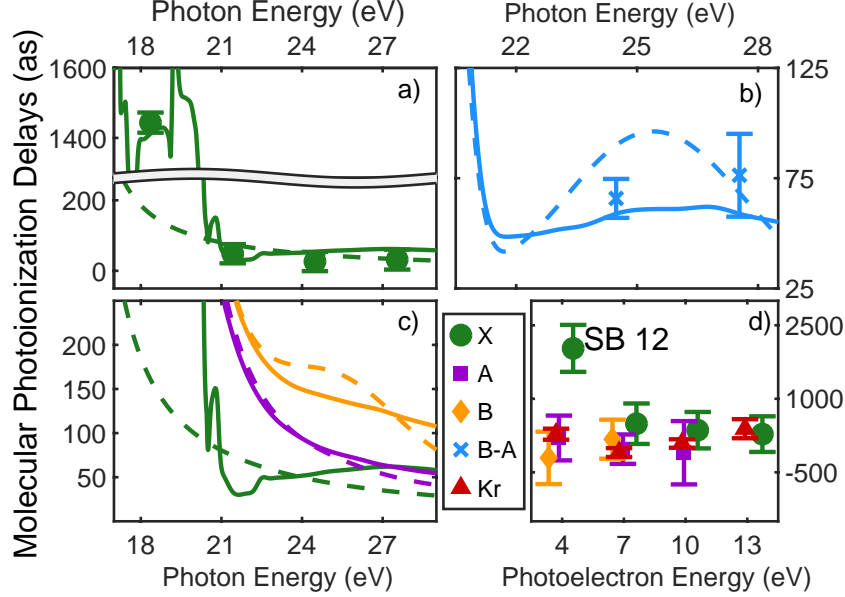 Photon Energy (eV)
Photon Energy (eV)
18 21 24 27
22 25 28
Molecular Photoionization Delays (as)
1600
1400
200
0
a)
b)
125
75
25
200
150
100
50
c)
X
A
B
B-A
Kr
d)
SB 12
2500
1000
-500
18 21 24 27
4 7 10 13
Photon Energy (eV)
Photoelectron Energy (eV)